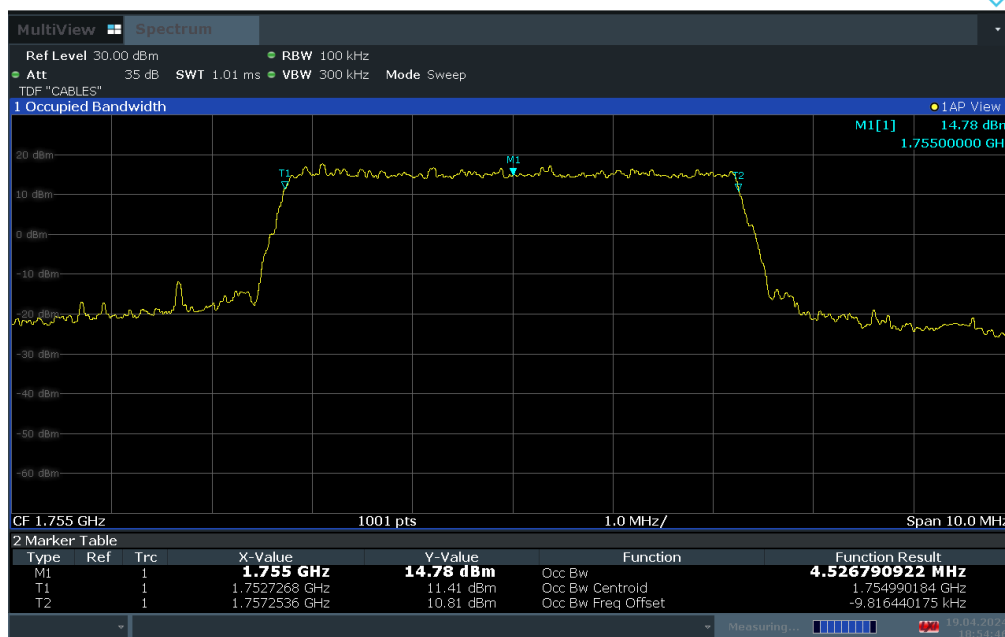 MultiView Spectrum
Ref Level 30.00 dBm RBW 100 kHz
Att 35 dB SWT 1.01 ms VBW 300 kHz Mode Sweep
TDF "CABLES"
1 Occupied Bandwidth 1AP View
M1[1] 14.78 dBm
1.75500000 GH
20 dBm
M1
T1
T2
10 dBm
0 dBm
-10 dBm
-20 dBm
-30 dBm
-40 dBm
-50 dBm
-60 dBm
CF 1.755 GHz 1001 pts 1.0 MHz/ Span 10.0 MHz
2 Marker Table
Type Ref Trc X-Value Y-Value Function Function Result
M1 1 1.755 GHz 14.78 dBm Occ Bw 4.526790922 MHz
T1 1 1.7527268 GHz 11.41 dBm Occ Bw Centroid 1.754990184 GHz
T2 1 1.7572536 GHz 10.81 dBm Occ Bw Freq Offset -9.816440175 kHz
Measuring... 19.04.2024